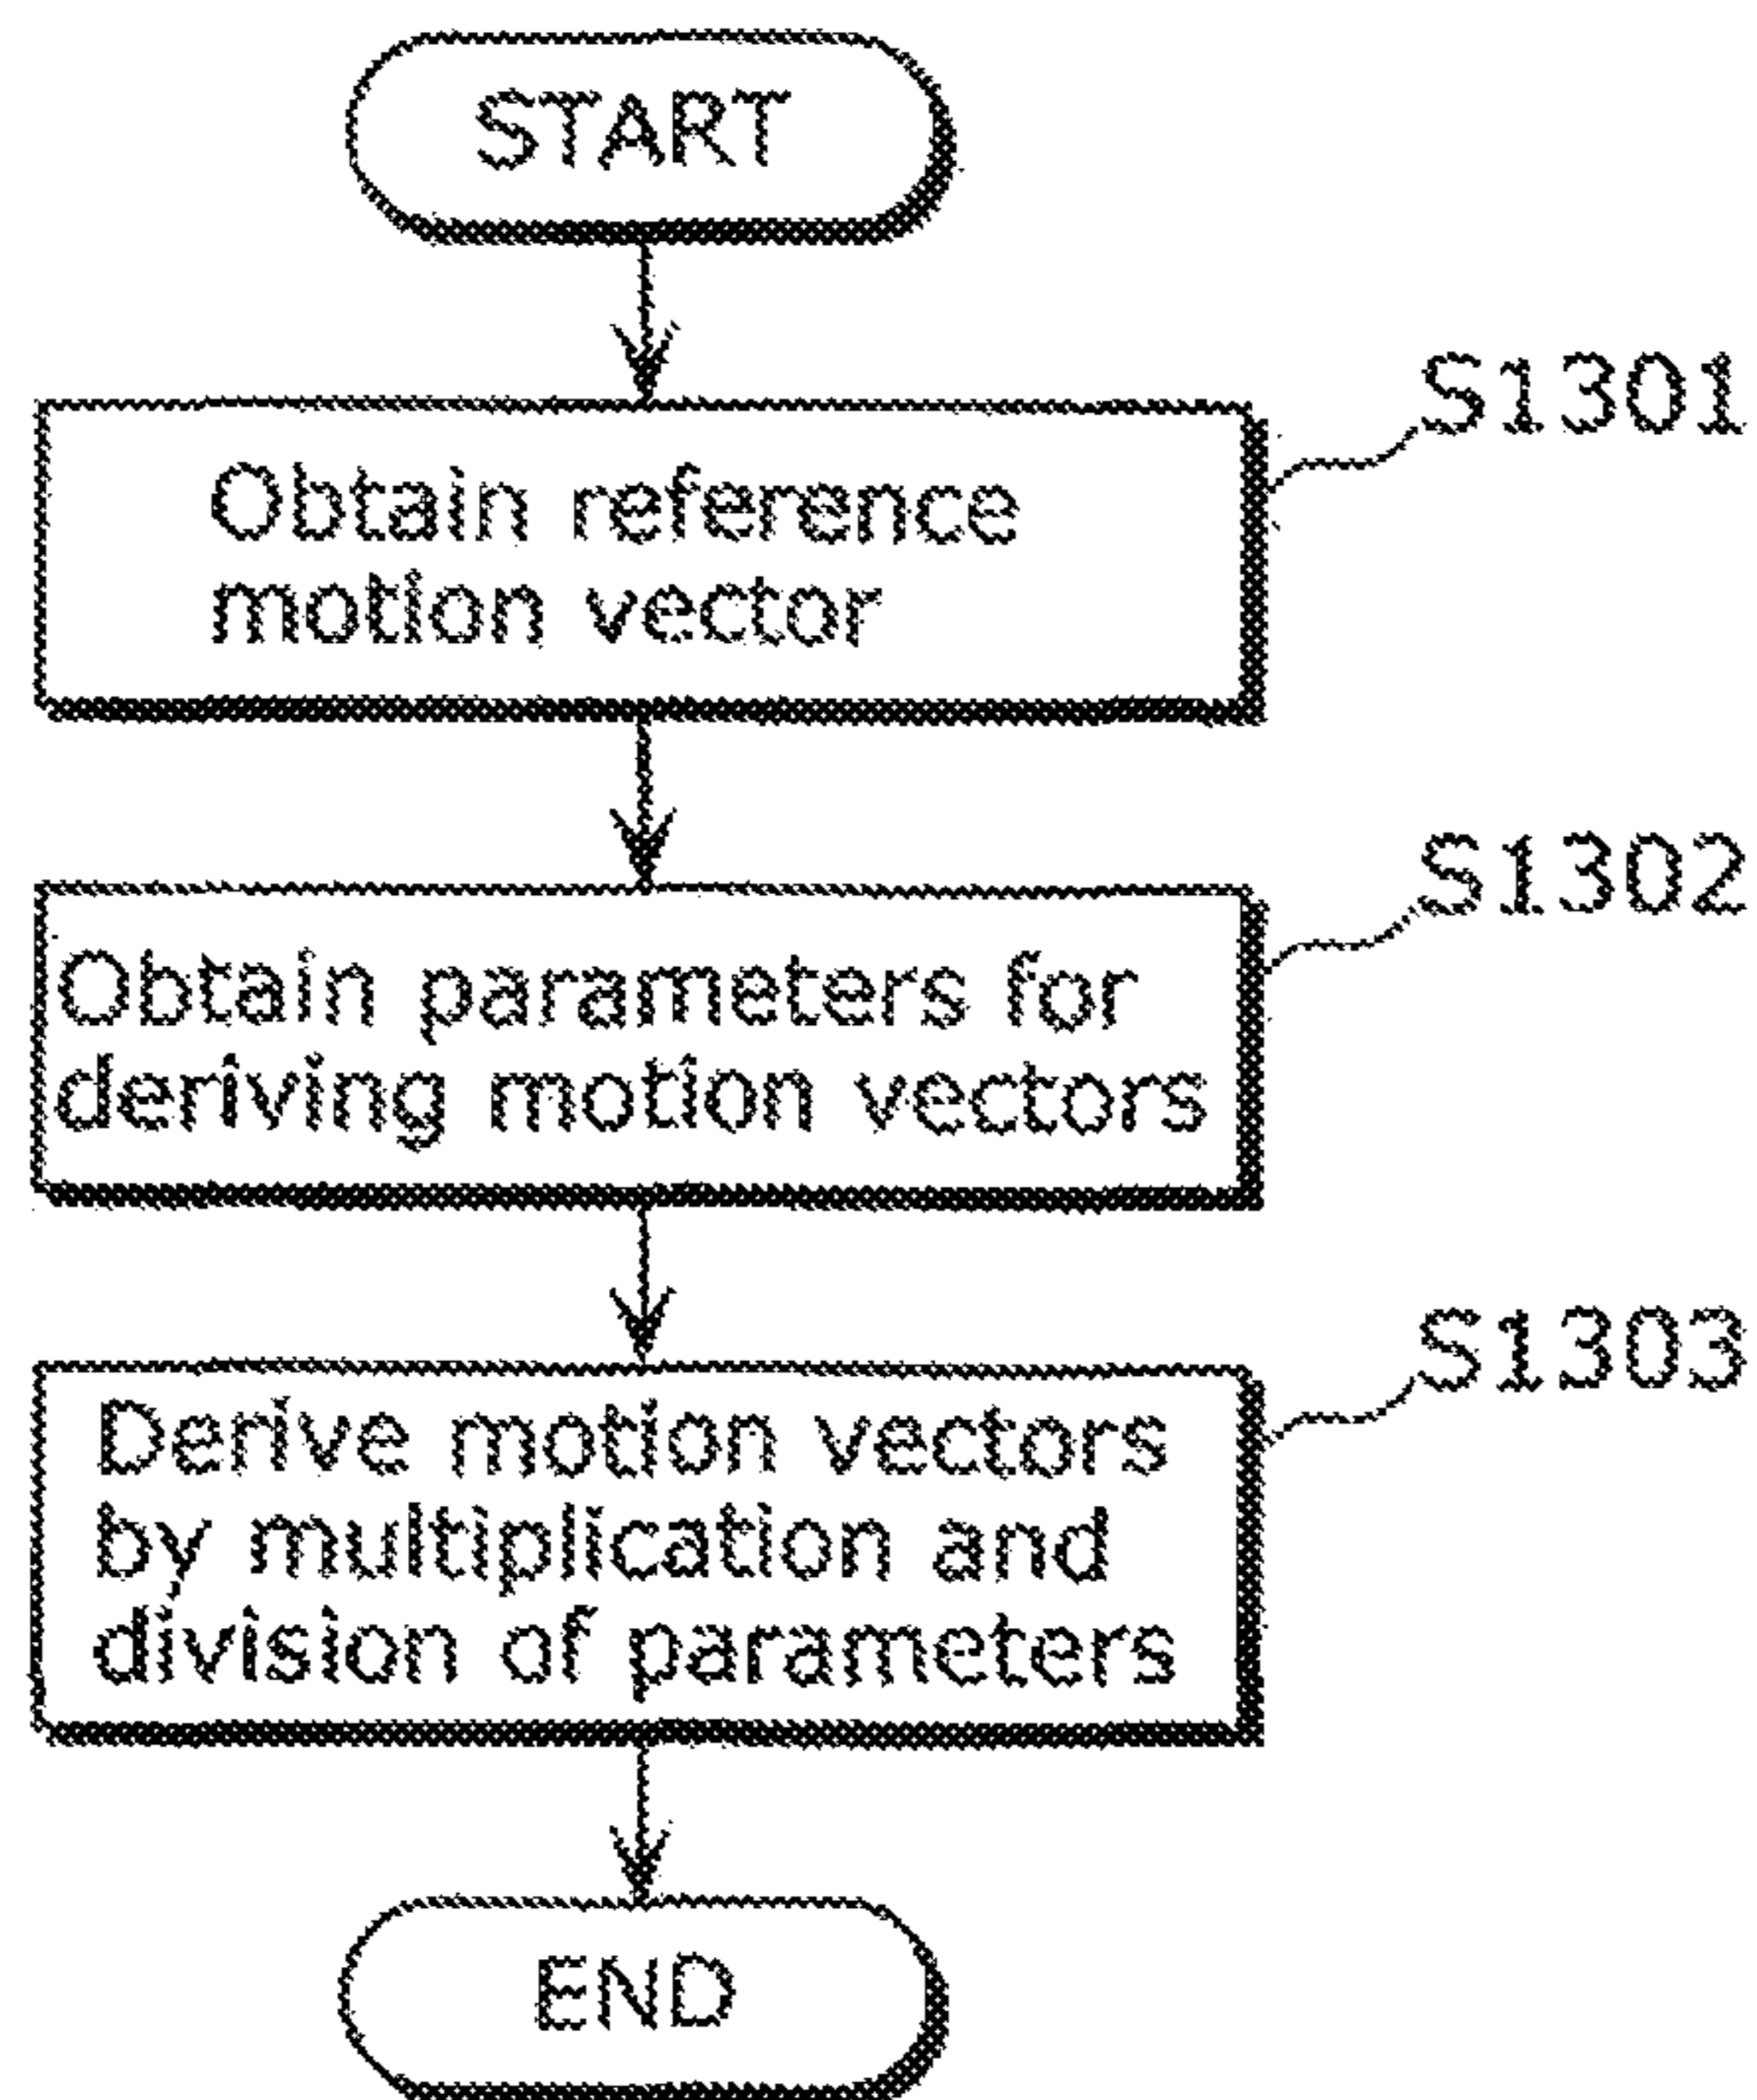 START
S1301
Obtain reference
motion vector
S1302
Obtain parameters for
deriving motion vectors
S1303
Derive motion vectors
by multiplication and
division of parameters
END